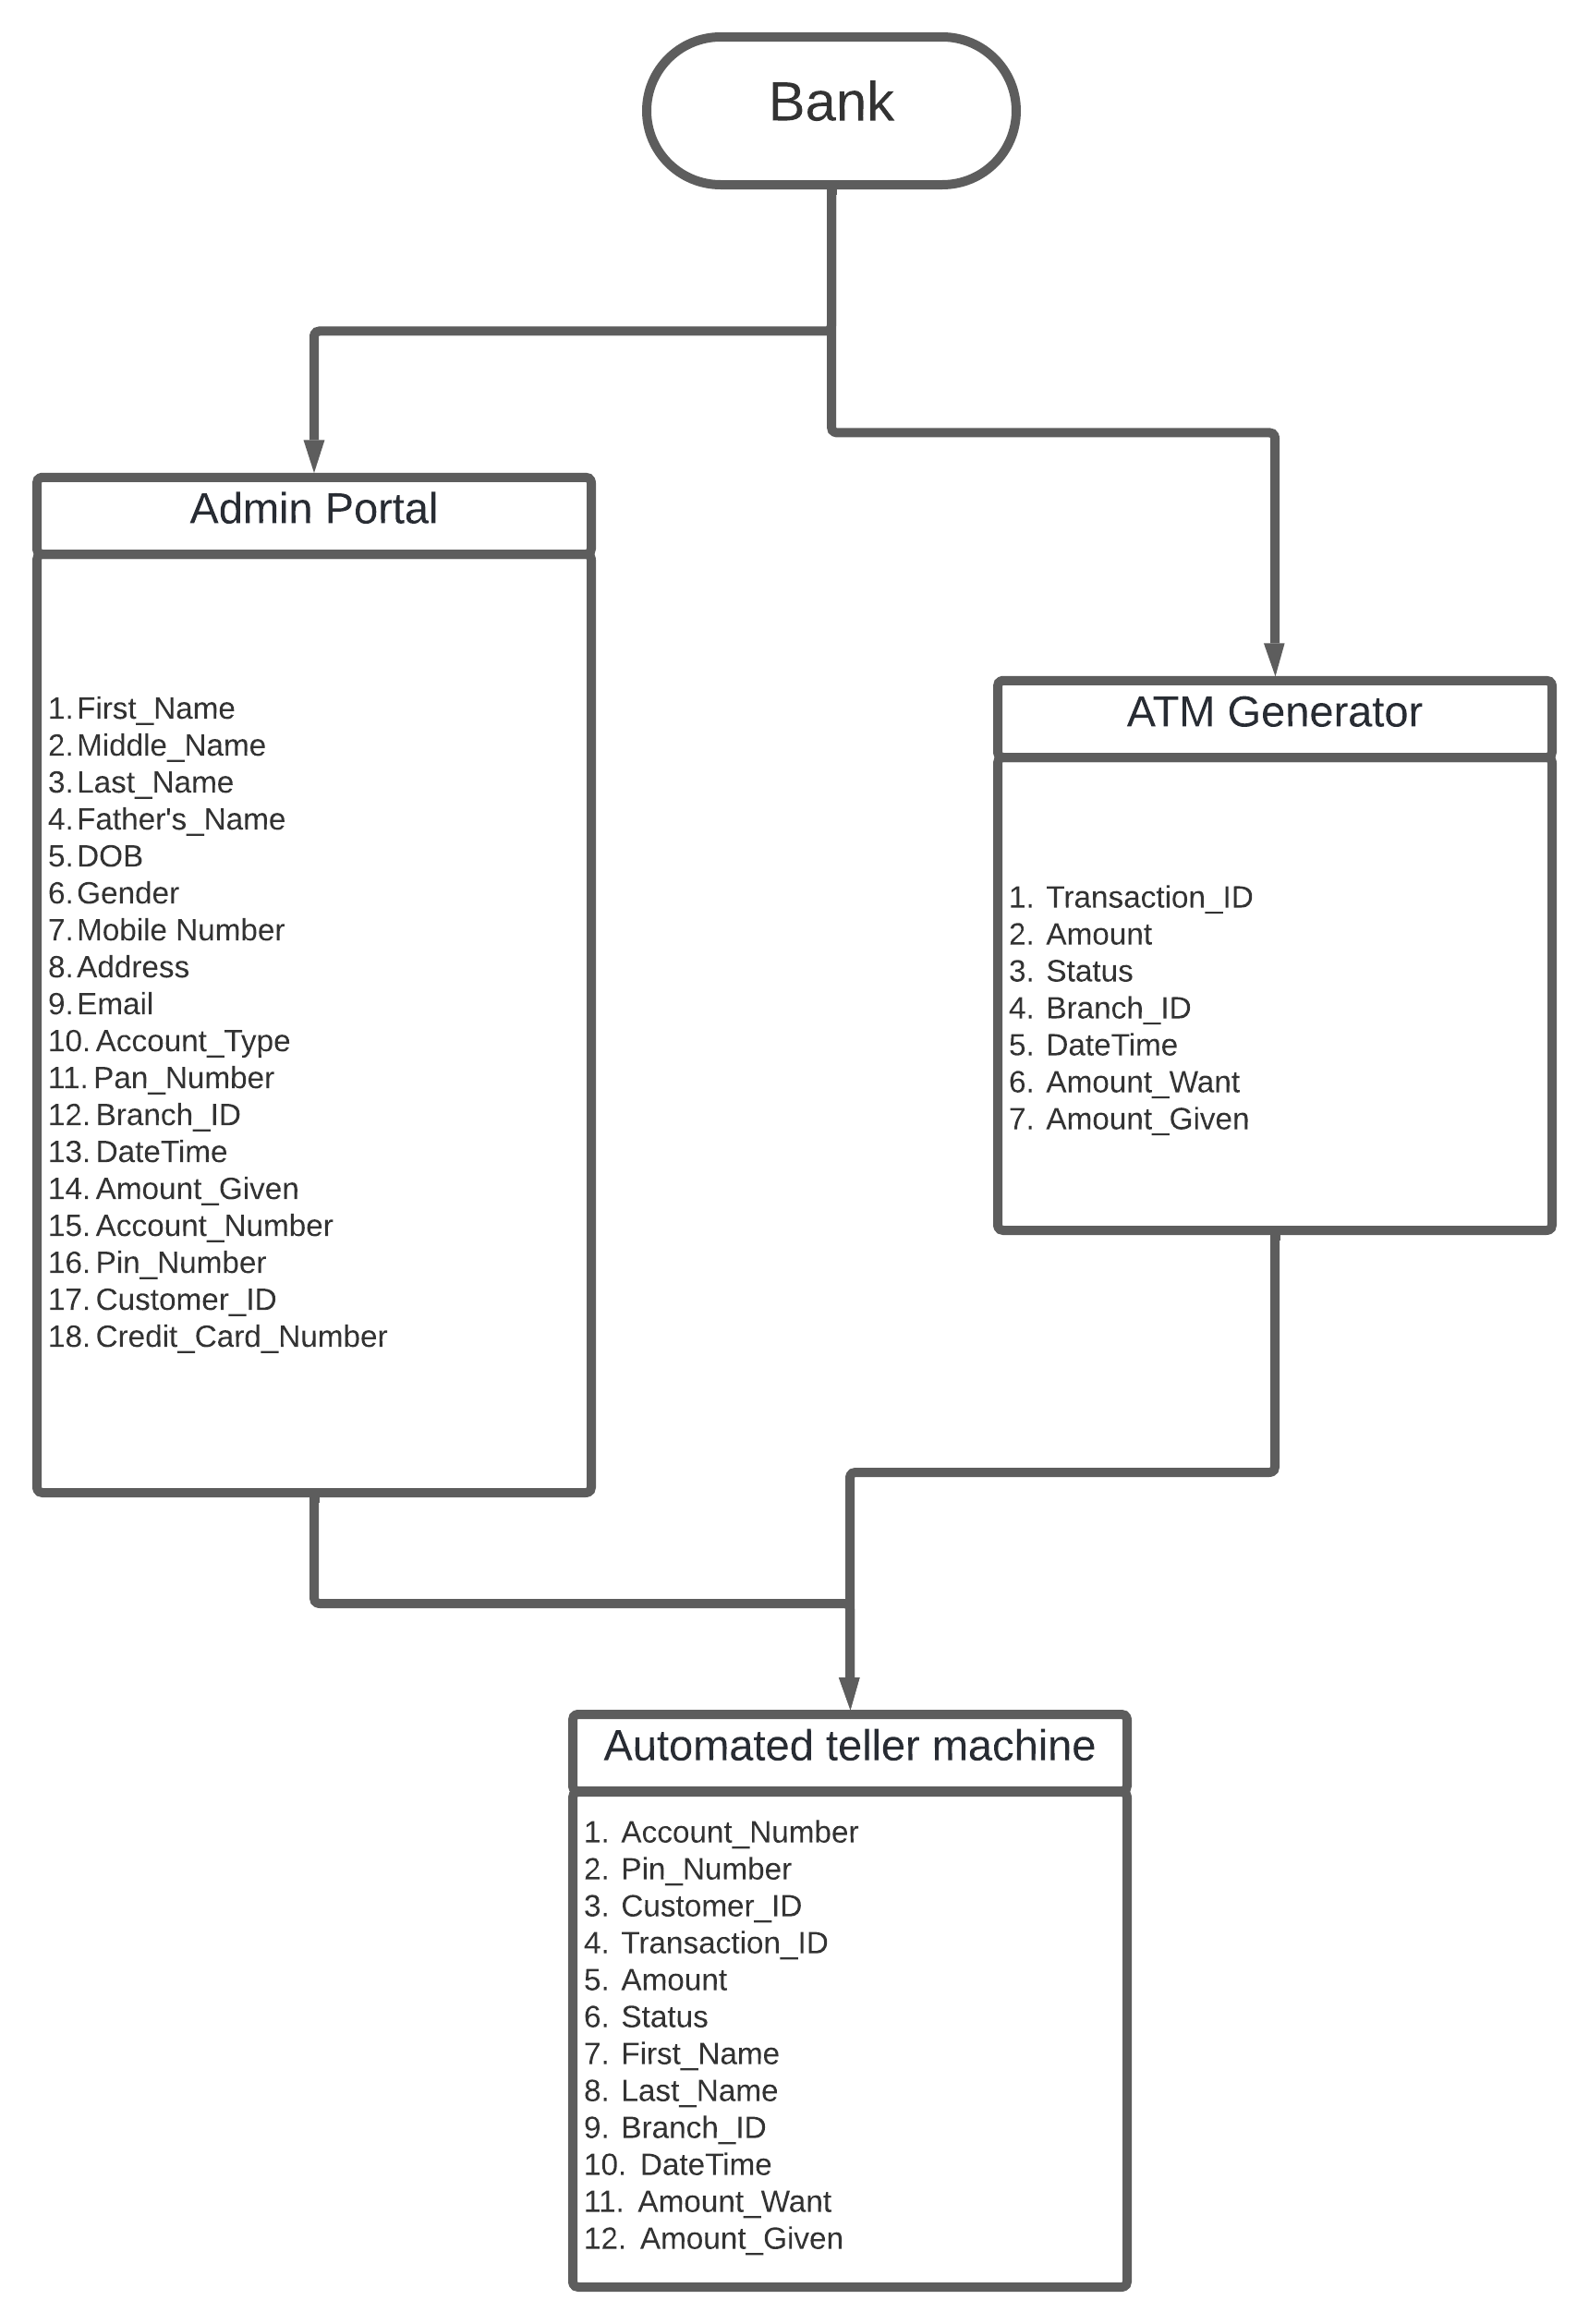 Bank
Admin Portal
1. First_Name
2. Middle_Name
3. Last_Name
4. Father's_Name
5. DOB
6. Gender
7. Mobile Number
8. Address
9. Email
10. Account_Type
11. Pan_Number
12. Branch_ID
13. DateTime
14. Amount_Given
15. Account_Number
16. Pin_Number
17. Customer_ID
18. Credit_Card_Number
ATM Generator
1. Transaction_ID
2. Amount
3. Status
4. Branch_ID
5. DateTime
6. Amount_Want
7. Amount_Given
Automated teller machine
1. Account_Number
2. Pin_Number
3. Customer_ID
4. Transaction_ID
5. Amount
6. Status
7. First_Name
8. Last_Name
9. Branch_ID
10. DateTime
11. Amount_Want
12. Amount_Given